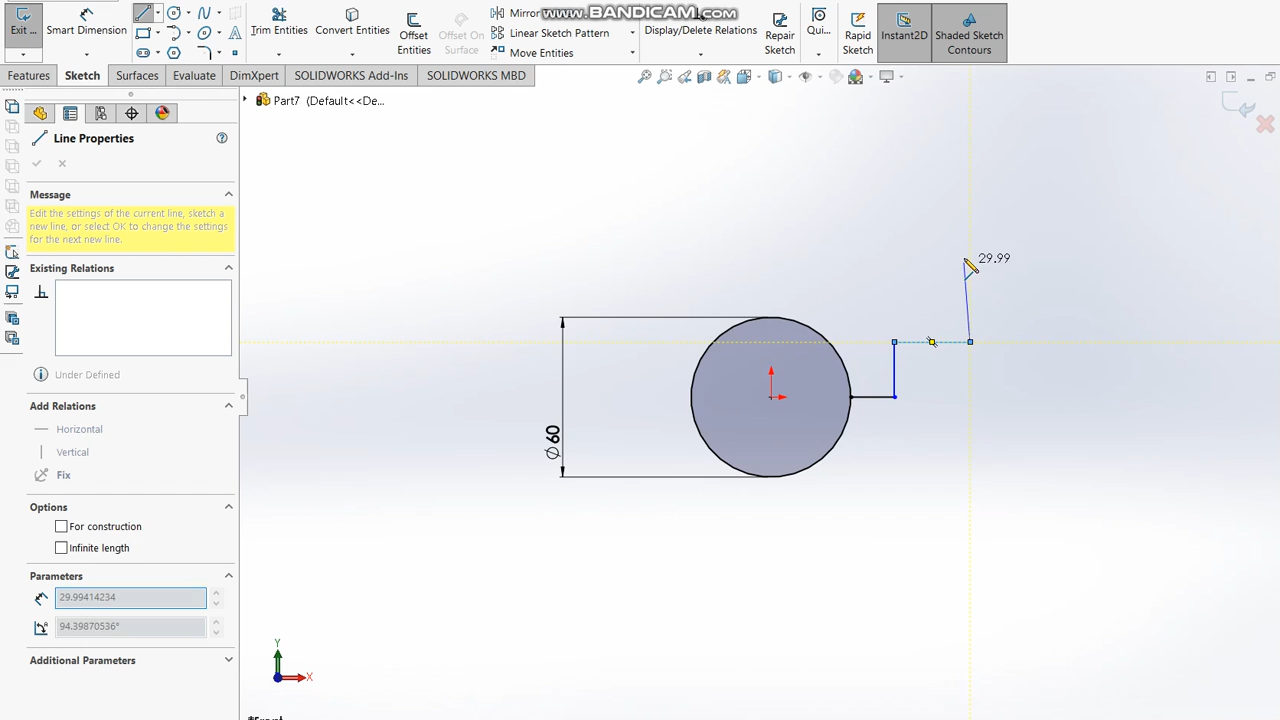 www.BANDICAM.com
Exit ...
Smart Dimension
Trim Entities
Convert Entities
Offset Entities
Offset On Surface
Mirror
Linear Sketch Pattern
Move Entities
Display/Delete Relations
Repair Sketch
Qui...
Rapid Sketch
Instant2D
Shaded Sketch Contours
Features
Sketch
Surfaces
Evaluate
DimXpert
SOLIDWORKS Add-Ins
SOLIDWORKS MBD
Part7 (Default<<De...
Line Properties
Message
Edit the settings of the current line, sketch a
new line, or select OK to change the settings
for the next new line.
Existing Relations
Under Defined
Add Relations
Horizontal
Vertical
Fix
Options
For construction
Infinite length
Parameters
29.99414234
94.39870536°
Additional Parameters
29.99
∅60
Y
X
*Front